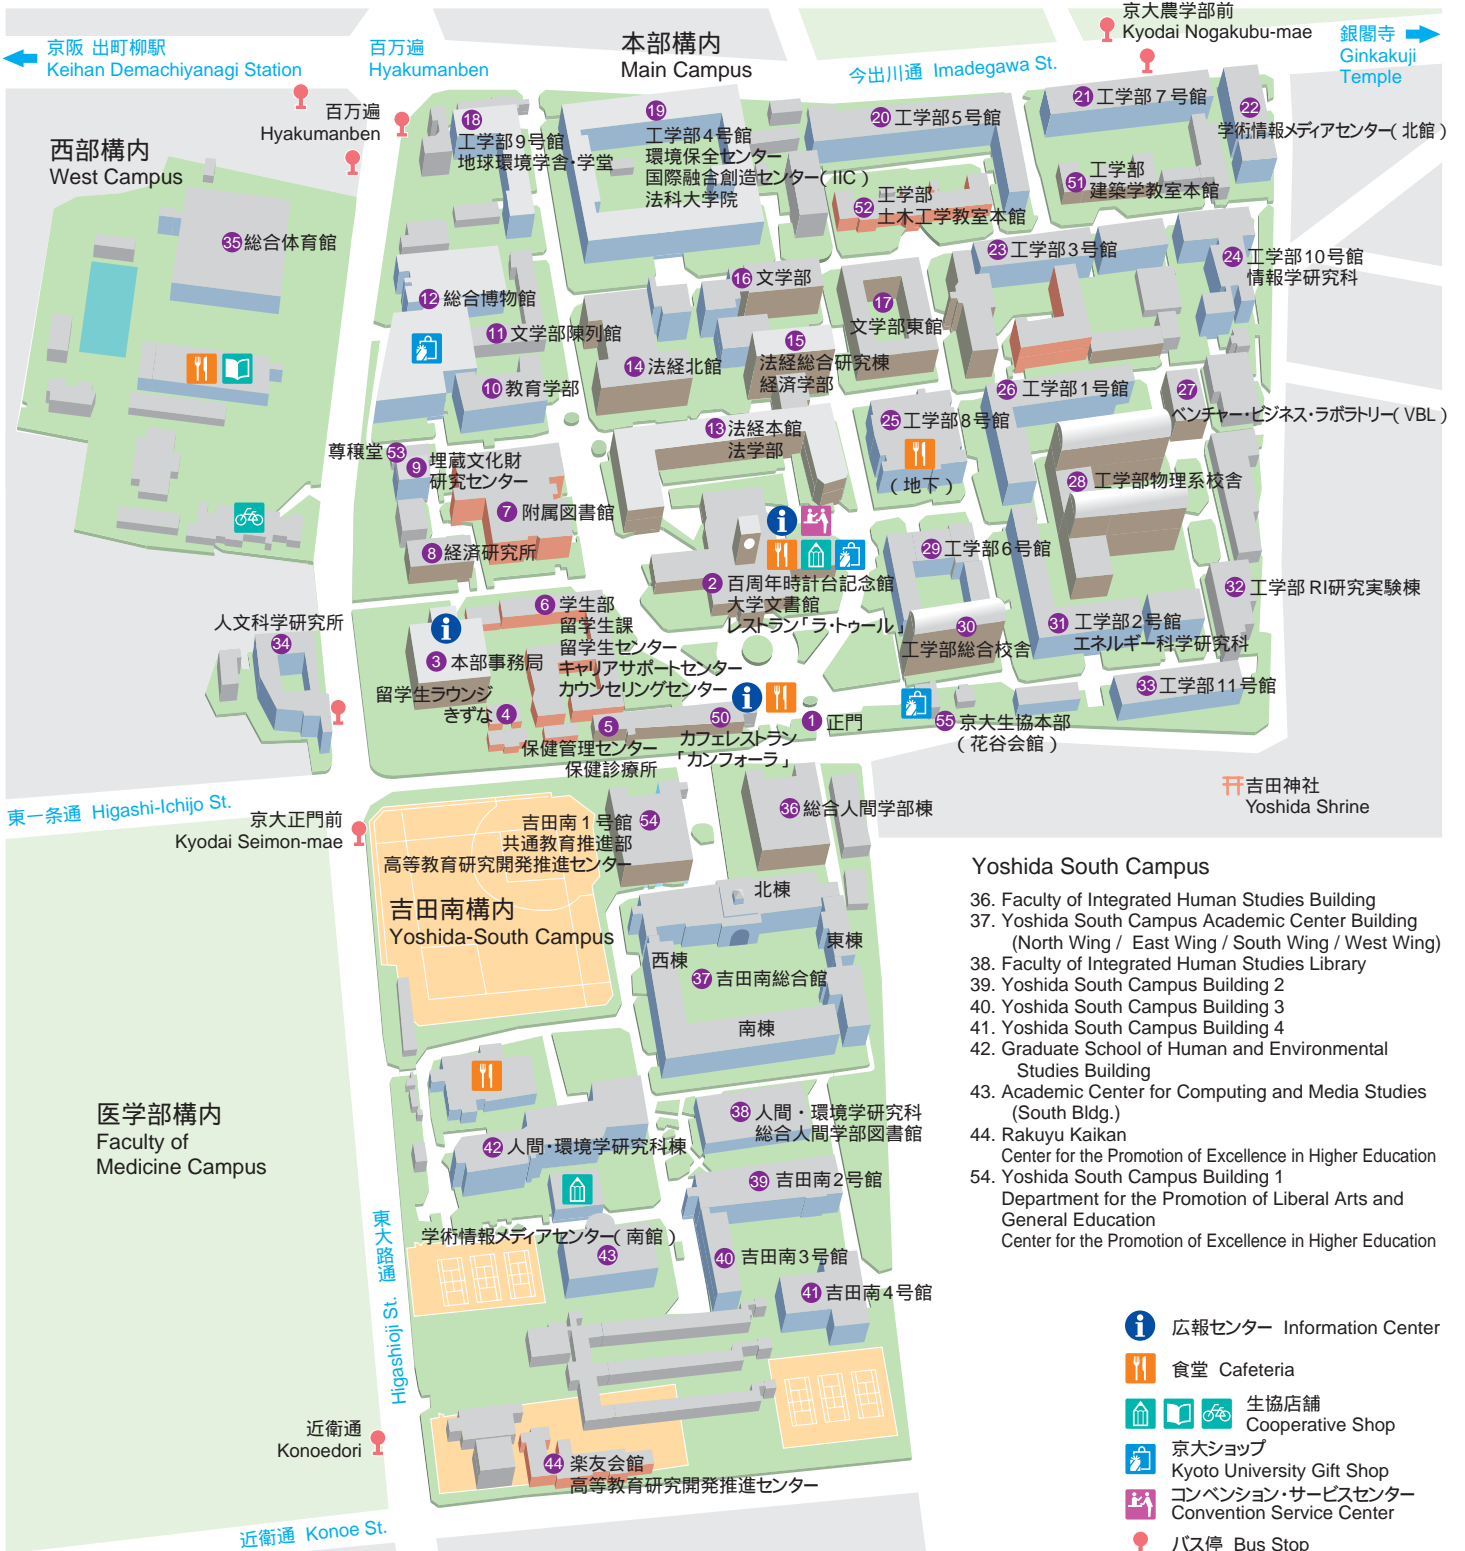 京大農学部前
Kyodai Nogakubu-mae
京阪 出町柳駅
Keihan Demachiyanagi Station
百万遍
Hyakumanben
本部構内
Main Campus
今出川通 Imadegawa St.
銀閣寺
Ginkakuji
Temple
百万遍
Hyakumanben
西部構内
West Campus
18
工学部9号館
地球環境学舎・学堂
19
工学部4号館
環境保全センター
国際融合創造センター(IIC)
法科大学院
20 工学部5号館
21 工学部7号館
22
学術情報メディアセンター(北館)
51 工学部
建築学教室本館
52 工学部
土木工学教室本館
35 総合体育館
23 工学部3号館
24 工学部10号館
情報学研究科
12 総合博物館
16 文学部
17
文学部東館
11 文学部陳列館
15
法経総合研究棟
経済学部
14 法経北館
10 教育学部
26 工学部1号館
27
ベンチャー・ビジネス・ラボラトリー(VBL)
13 法経本館
法学部
25 工学部8号館
(地下)
尊穣堂 53
9 埋蔵文化財
研究センター
28 工学部物理系校舎
7 附属図書館
8 経済研究所
29 工学部6号館
2 百周年時計台記念館
大学文書館
レストラン「ラ・トゥール」
32 工学部 RI研究実験棟
6 学生部
留学生課
留学生センター
キャリアサポートセンター
カウンセリングセンター
人文科学研究所
34
30
工学部総合校舎
31 工学部2号館
エネルギー科学研究科
3 本部事務局
33 工学部11号館
留学生ラウンジ
きずな 4
5
保健管理センター
保健診療所
50
カフェレストラン
「カンフォーラ」
1 正門
55 京大生協本部
(花谷会館)
吉田神社
Yoshida Shrine
東一条通 Higashi-Ichijo St.
京大正門前
Kyodai Seimon-mae
吉田南1号館 54
共通教育推進部
高等教育研究開発推進センター
36 総合人間学部棟
吉田南構内
Yoshida-South Campus
北棟
東棟
西棟
37 吉田南総合館
南棟
Yoshida South Campus
36. Faculty of Integrated Human Studies Building
37. Yoshida South Campus Academic Center Building
(North Wing / East Wing / South Wing / West Wing)
38. Faculty of Integrated Human Studies Library
39. Yoshida South Campus Building 2
40. Yoshida South Campus Building 3
41. Yoshida South Campus Building 4
42. Graduate School of Human and Environmental
Studies Building
43. Academic Center for Computing and Media Studies
(South Bldg.)
44. Rakuyu Kaikan
Center for the Promotion of Excellence in Higher Education
54. Yoshida South Campus Building 1
Department for the Promotion of Liberal Arts and
General Education
Center for the Promotion of Excellence in Higher Education
医学部構内
Faculty of
Medicine Campus
38 人間・環境学研究科
総合人間学部図書館
42 人間・環境学研究科棟
39 吉田南2号館
学術情報メディアセンター(南館)
43
40 吉田南3号館
41 吉田南4号館
東大路通 Higashioji St.
近衛通
Konoedori
44 楽友会館
高等教育研究開発推進センター
近衛通 Konoe St.
広報センター Information Center
食堂 Cafeteria
生協店舗
Cooperative Shop
京大ショップ
Kyoto University Gift Shop
コンベンション・サービスセンター
Convention Service Center
バス停 Bus Stop